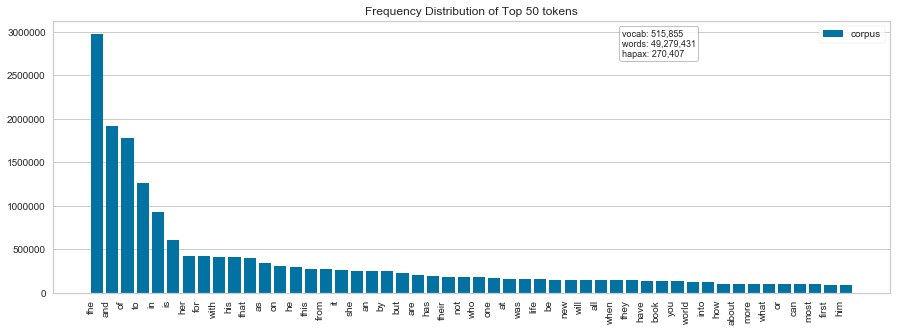 Frequency Distribution of Top 50 tokens
vocab: 515,855
words: 49,279,431
hapax: 270,407
corpus
3000000
2500000
2000000
1500000
1000000
500000
0
the
and
of
to
in
is
her
for
with
his
that
as
on
he
this
from
it
she
an
by
but
are
has
their
not
who
one
at
was
life
be
new
will
all
when
they
have
book
you
world
into
how
about
more
what
or
can
most
first
him